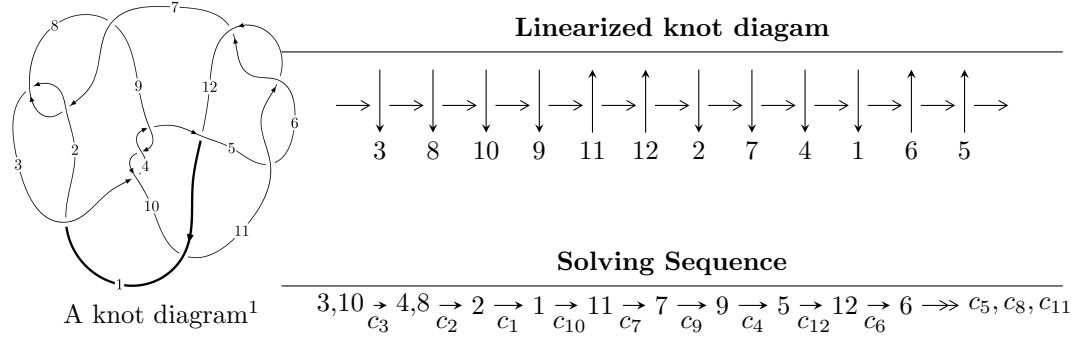 7
8
9
12
6
2
5
3
4
10
11
1
A knot diagram¹
Linearized knot diagam
3 8 10 9 11 12 2 7 4 1 6 5
Solving Sequence
3,10 → 4,8 → 2 → 1 → 11 → 7 → 9 → 5 → 12 → 6 →→ c₅, c₈, c₁₁
c₃ c₂ c₁ c₁₀ c₇ c₉ c₄ c₁₂ c₆